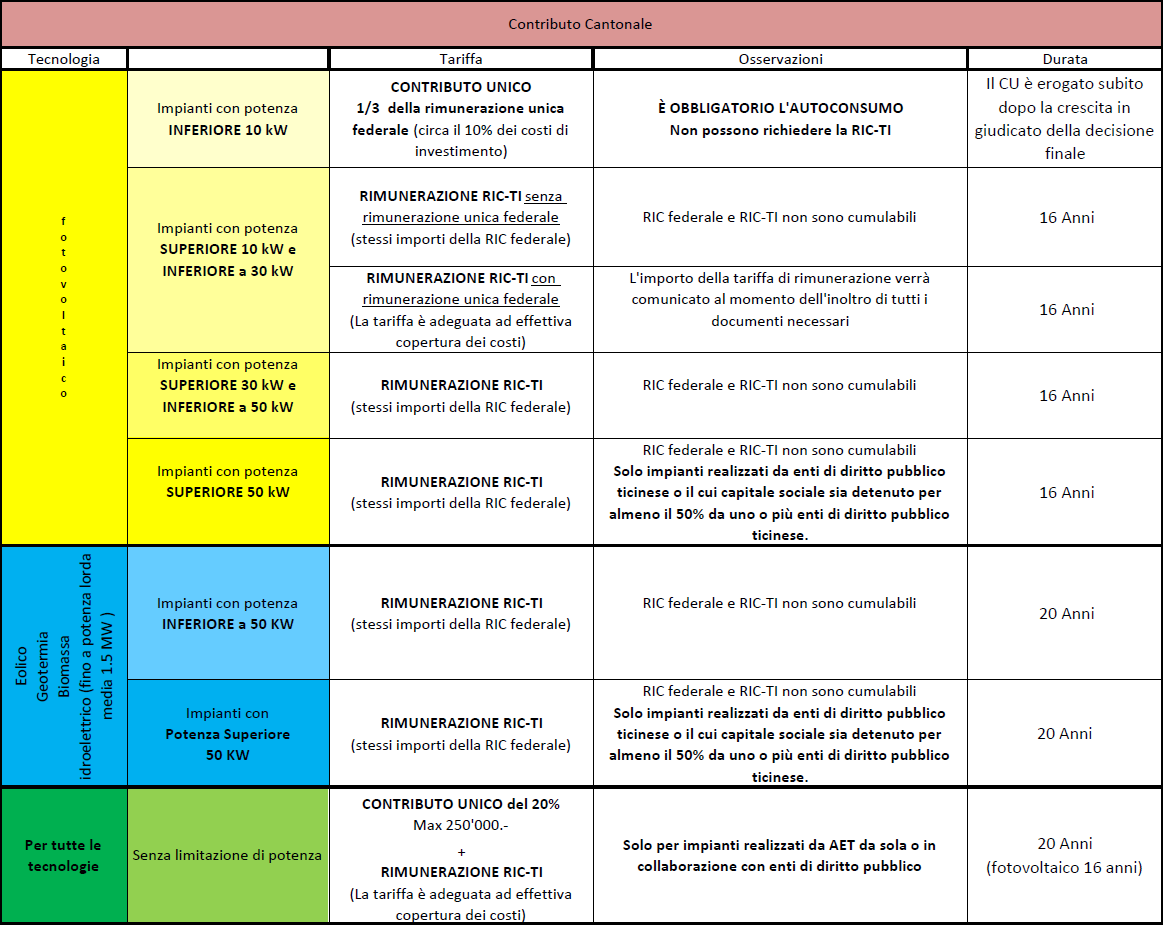 Contributo Cantonale
Tecnologia
Tariffa
Osservazioni
Durata
fotovoltaico
Impianti con potenza
INFERIORE 10 kW
CONTRIBUTO UNICO
1/3 della rimunerazione unica
federale (circa il 10% dei costi di
investimento)
È OBBLIGATORIO L'AUTOCONSUMO
Non possono richiedere la RIC-TI
Il CU è erogato subito
dopo la crescita in
giudicato della decisione
finale
Impianti con potenza
SUPERIORE 10 kW e
INFERIORE a 30 kW
RIMUNERAZIONE RIC-TI senza
rimunerazione unica federale
(stessi importi della RIC federale)
RIC federale e RIC-TI non sono cumulabili
16 Anni
RIMUNERAZIONE RIC-TI con
rimunerazione unica federale
(La tariffa è adeguata ad effettiva
copertura dei costi)
L'importo della tariffa di rimunerazione verrà
comunicato al momento dell'inoltro di tutti i
documenti necessari
16 Anni
Impianti con potenza
SUPERIORE 30 kW e
INFERIORE a 50 kW
RIMUNERAZIONE RIC-TI
(stessi importi della RIC federale)
RIC federale e RIC-TI non sono cumulabili
16 Anni
Impianti con potenza
SUPERIORE 50 kW
RIMUNERAZIONE RIC-TI
(stessi importi della RIC federale)
RIC federale e RIC-TI non sono cumulabili
Solo impianti realizzati da enti di diritto pubblico
ticinese o il cui capitale sociale sia detenuto per
almeno il 50% da uno o più enti di diritto pubblico
ticinese.
16 Anni
Eolico
Geotermia
Biomassa
idroelettrico (fino a potenza lorda
media 1.5 MW )
Impianti con potenza
INFERIORE a 50 KW
RIMUNERAZIONE RIC-TI
(stessi importi della RIC federale)
RIC federale e RIC-TI non sono cumulabili
20 Anni
Impianti con
Potenza Superiore
50 KW
RIMUNERAZIONE RIC-TI
(stessi importi della RIC federale)
RIC federale e RIC-TI non sono cumulabili
Solo impianti realizzati da enti di diritto pubblico
ticinese o il cui capitale sociale sia detenuto per
almeno il 50% da uno o più enti di diritto pubblico
ticinese.
20 Anni
Per tutte le
tecnologie
Senza limitazione di potenza
CONTRIBUTO UNICO del 20%
Max 250'000.-
+
RIMUNERAZIONE RIC-TI
(La tariffa è adeguata ad effettiva
copertura dei costi)
Solo per impianti realizzati da AET da sola o in
collaborazione con enti di diritto pubblico
20 Anni
(fotovoltaico 16 anni)